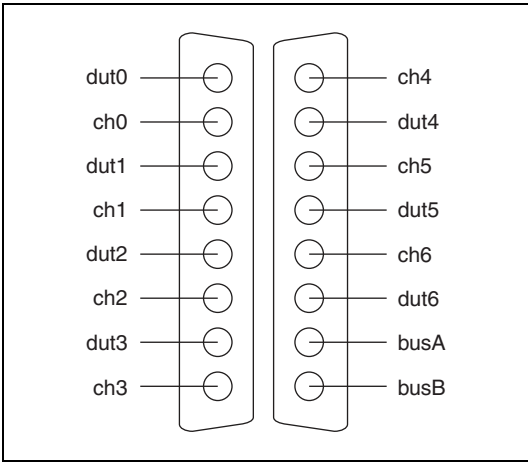 dut0
ch0
dut1
ch1
dut2
ch2
dut3
ch3
ch4
dut4
ch5
dut5
ch6
dut6
busA
busB